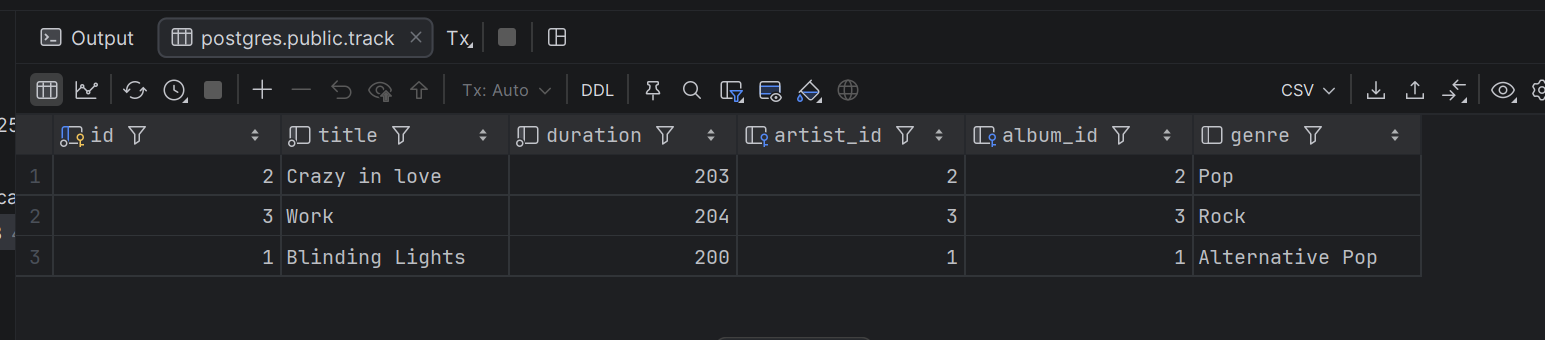 Output postgres.public.track × Tx
Tx: Auto DDL CSV
25 id title duration artist_id album_id genre
1 2 Crazy in love 203 2 2 Pop
ca
2 3 Work 204 3 3 Rock
3 1 Blinding Lights 200 1 1 Alternative Pop